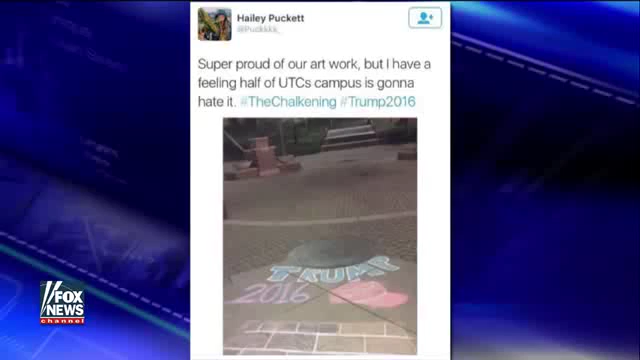 Hailey Puckett
@Puckkkk_
Super proud of our art work, but I have a
feeling half of UTCs campus is gonna
hate it. #TheChalkening #Trump2016
TRUMP
2016
FOX
NEWS
channel